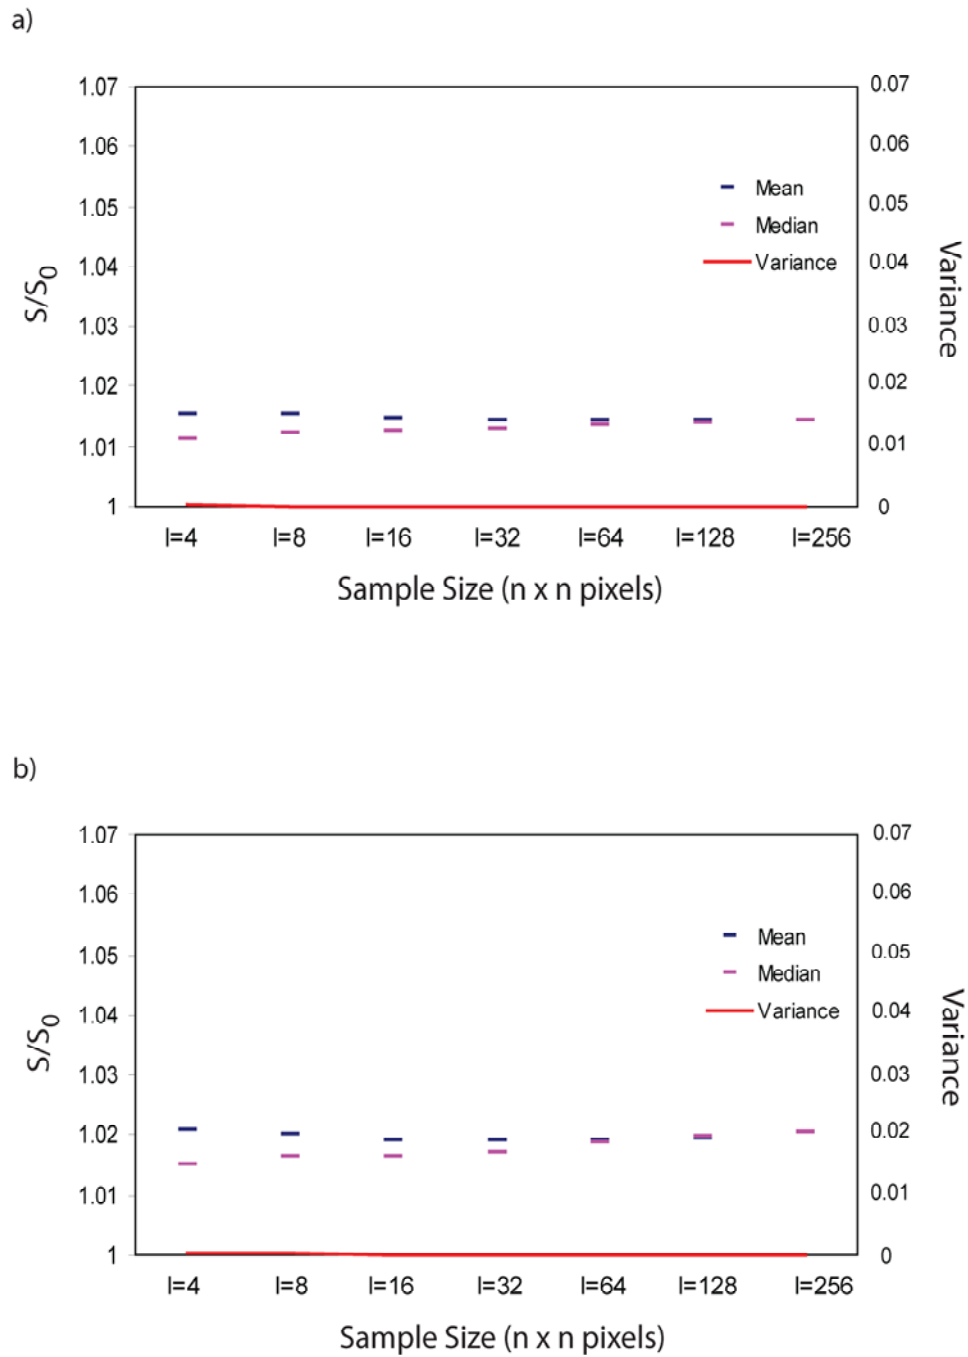 a)
1.07
1.06
1.05
1.04
1.03
1.02
1.01
1
S/S0
0.07
0.06
0.05
0.04
0.03
0.02
0.01
0
Variance
Mean
Median
Variance
l=4 l=8 l=16 l=32 l=64 l=128 l=256
Sample Size (n x n pixels)
b)
1.07
1.06
1.05
1.04
1.03
1.02
1.01
1
S/S0
0.07
0.06
0.05
0.04
0.03
0.02
0.01
0
Variance
Mean
Median
Variance
l=4 l=8 l=16 l=32 l=64 l=128 l=256
Sample Size (n x n pixels)